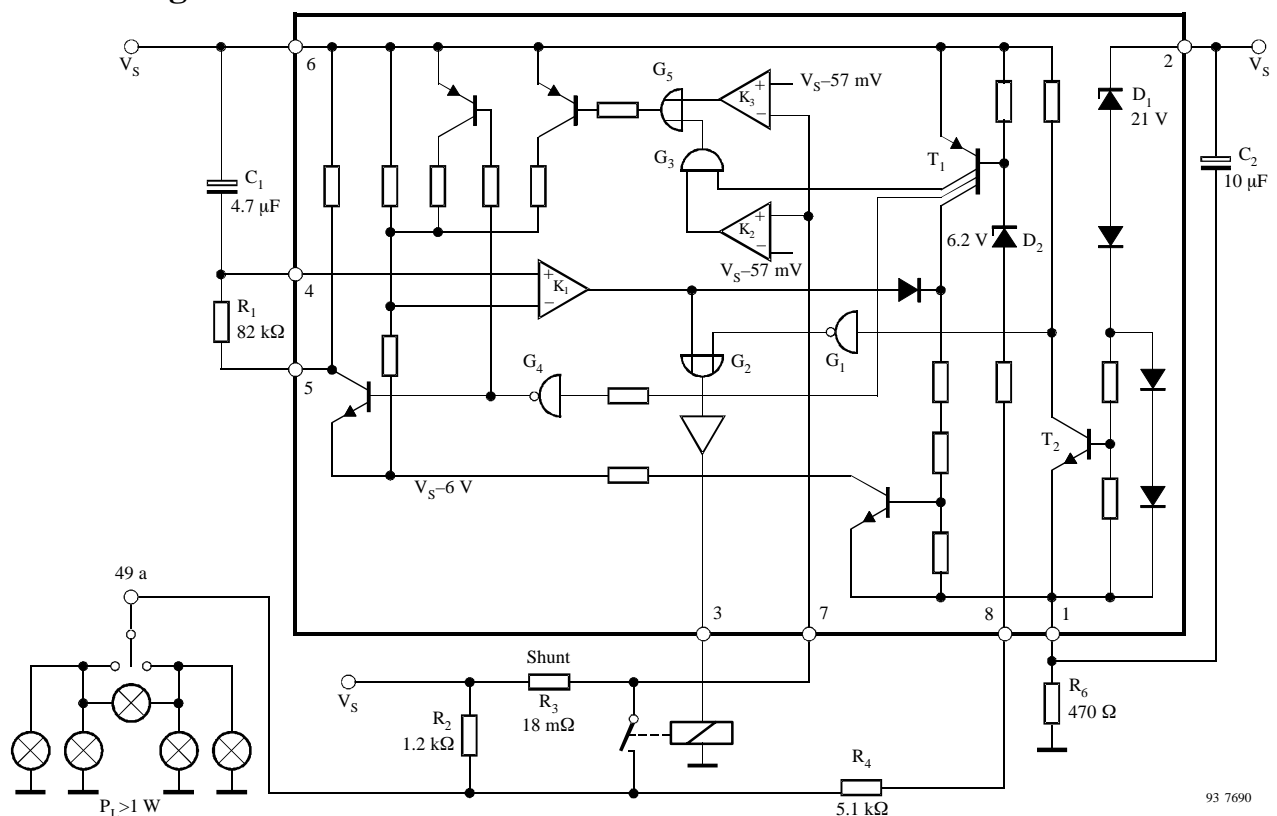 V_S
6
G_5
K_3
+
−
V_S−57 mV
2
V_S
D_1
21 V
C_1
4.7 µF
G_3
T_1
C_2
10 µF
K_2
+
−
6.2 V
D_2
V_S−57 mV
4
K_1
+
−
R_1
82 kΩ
5
G_4
G_2
G_1
T_2
V_S−6 V
49 a
3
7
8
1
Shunt
V_S
R_3
18 mΩ
R_2
1.2 kΩ
R_6
470 Ω
R_4
5.1 kΩ
P_L>1 W
93 7690